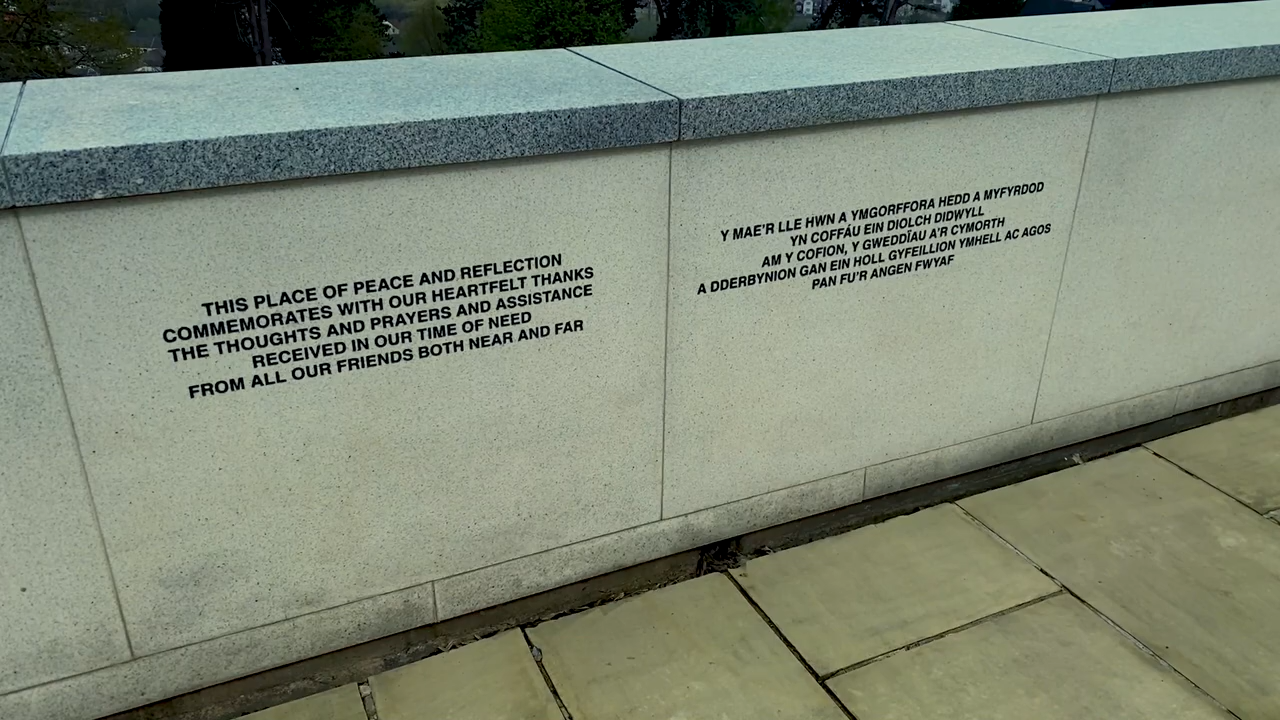 THIS PLACE OF PEACE AND REFLECTION
COMMEMORATES WITH OUR HEARTFELT THANKS
THE THOUGHTS AND PRAYERS AND ASSISTANCE
RECEIVED IN OUR TIME OF NEED
FROM ALL OUR FRIENDS BOTH NEAR AND FAR
Y MAE'R LLE HWN A YMGORFFORA HEDD A MYFYRDOD
YN COFFÁU EIN DIOLCH DIDWYLL
AM Y COFION, Y GWEDDÏAU A'R CYMORTH
A DDERBYNION GAN EIN HOLL GYFEILLION YMHELL AC AGOS
PAN FU'R ANGEN FWYAF